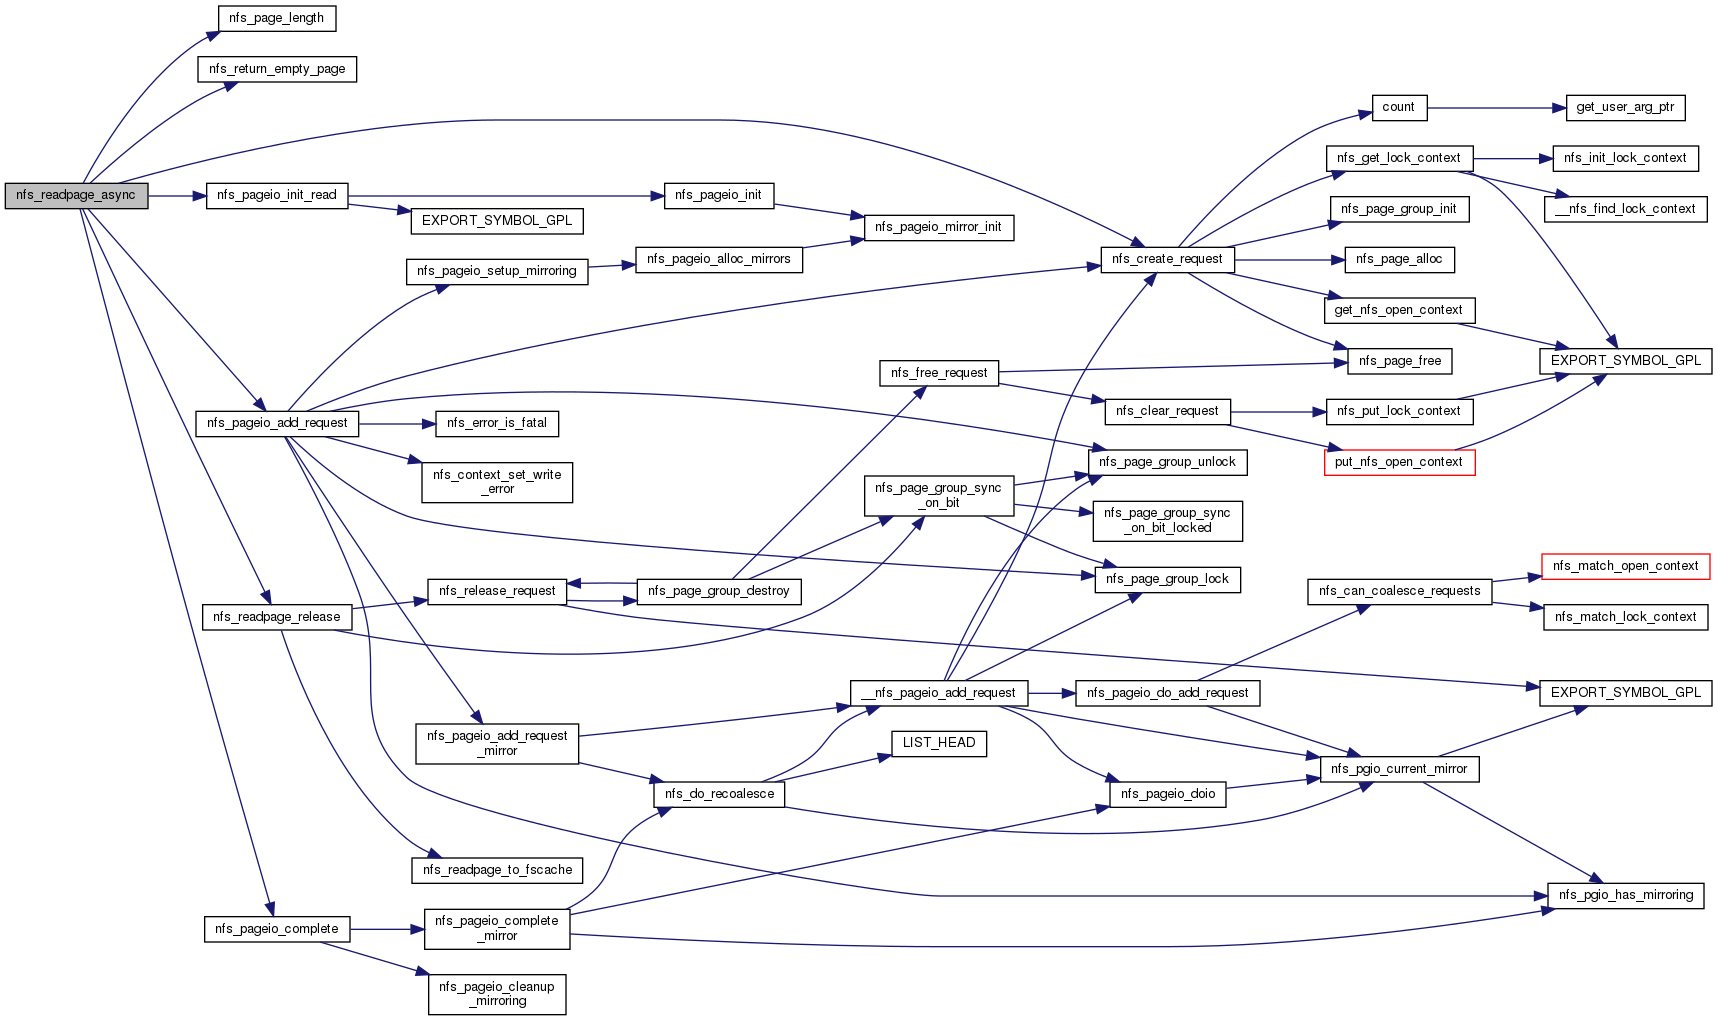 nfs_page_length
nfs_return_empty_page
count
get_user_arg_ptr
nfs_get_lock_context
nfs_init_lock_context
nfs_readpage_async
nfs_pageio_init_read
nfs_pageio_init
nfs_page_group_init
__nfs_find_lock_context
EXPORT_SYMBOL_GPL
nfs_pageio_mirror_init
nfs_pageio_setup_mirroring
nfs_pageio_alloc_mirrors
nfs_create_request
nfs_page_alloc
get_nfs_open_context
nfs_free_request
nfs_page_free
EXPORT_SYMBOL_GPL
nfs_pageio_add_request
nfs_error_is_fatal
nfs_clear_request
nfs_put_lock_context
nfs_context_set_write
_error
nfs_page_group_unlock
put_nfs_open_context
nfs_page_group_sync
_on_bit
nfs_page_group_sync
_on_bit_locked
nfs_readpage_release
nfs_release_request
nfs_page_group_destroy
nfs_page_group_lock
nfs_can_coalesce_requests
nfs_match_open_context
nfs_match_lock_context
__nfs_pageio_add_request
nfs_pageio_do_add_request
EXPORT_SYMBOL_GPL
nfs_pageio_add_request
_mirror
LIST_HEAD
nfs_pgio_current_mirror
nfs_do_recoalesce
nfs_pageio_doio
nfs_readpage_to_fscache
nfs_pgio_has_mirroring
nfs_pageio_complete
nfs_pageio_complete
_mirror
nfs_pageio_cleanup
_mirroring